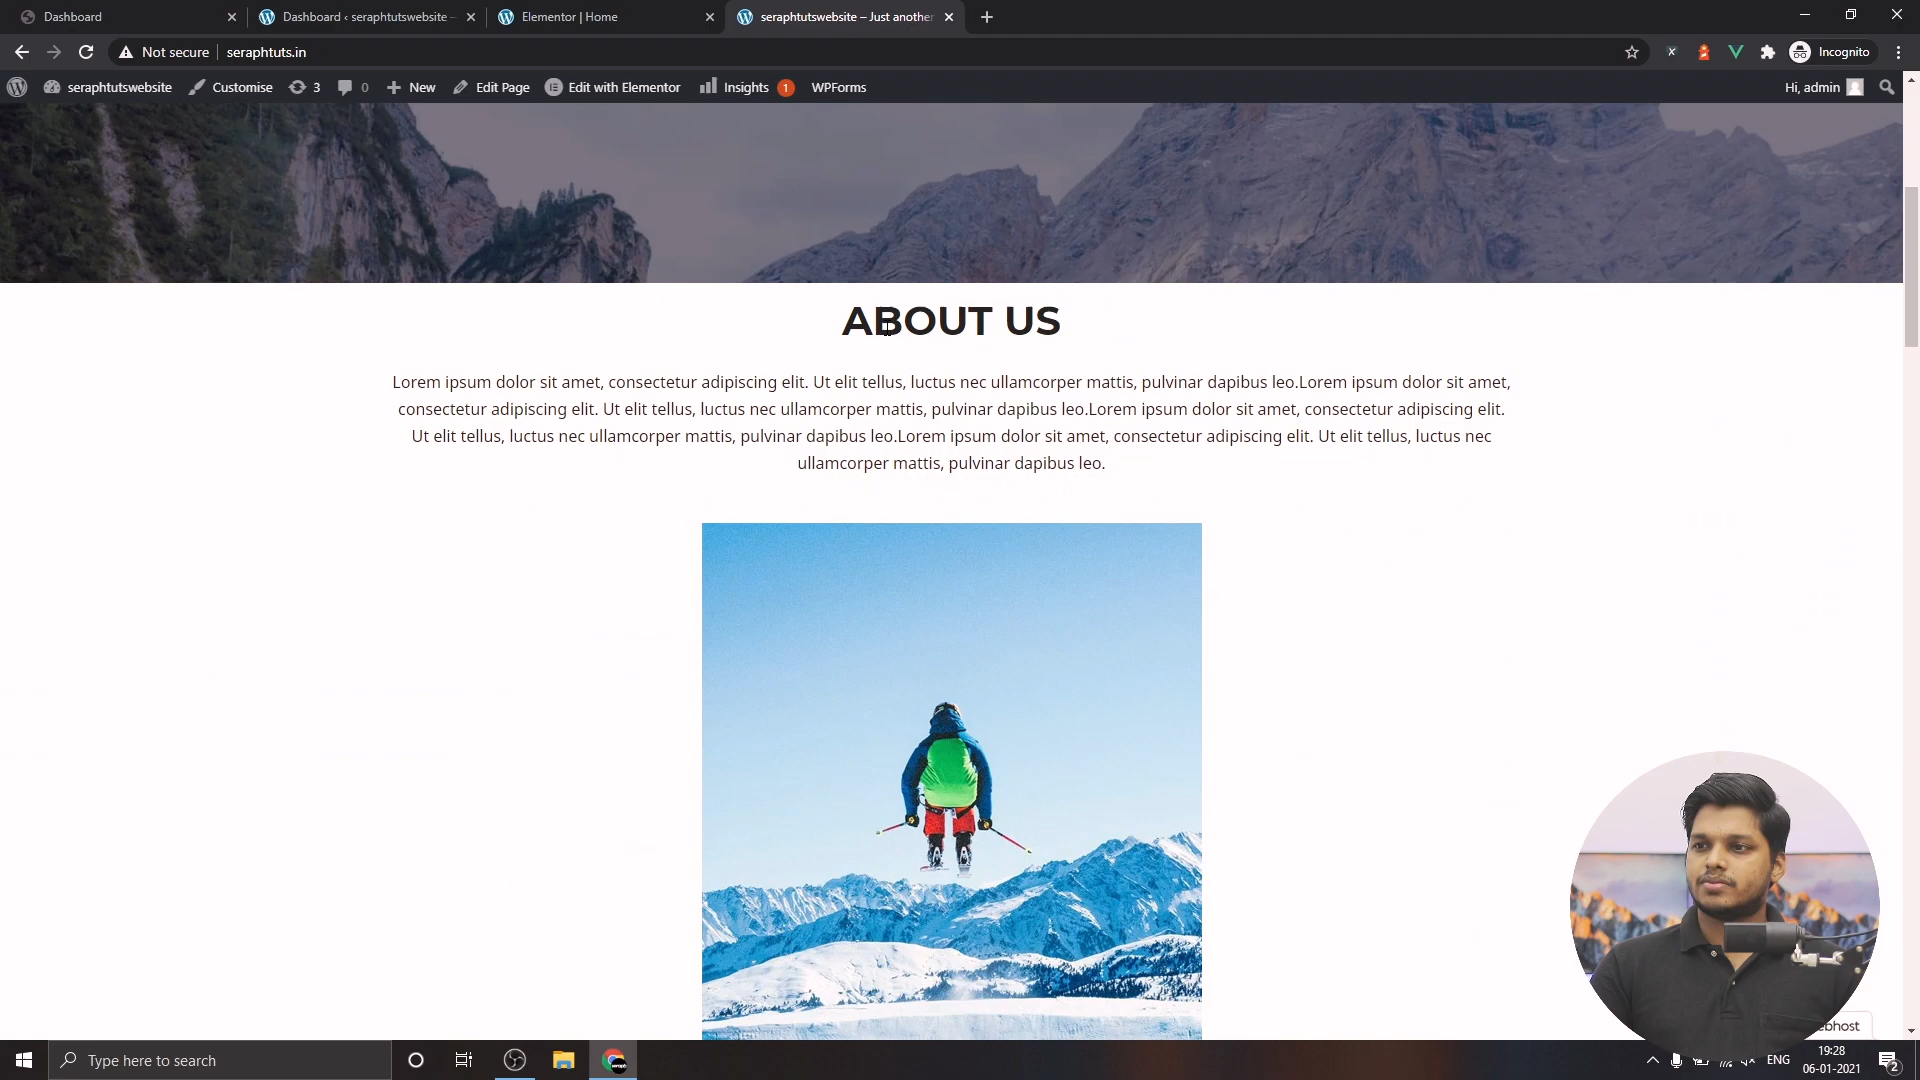 Dashboard
Dashboard ‹ seraphtutswebsite —
Elementor | Home
seraphtutswebsite – Just another
Not secure
seraphtuts.in
Incognito
seraphtutswebsite
Customise
3
0
New
Edit Page
Edit with Elementor
Insights
1
WPForms
Hi, admin
ABOUT US
Lorem ipsum dolor sit amet, consectetur adipiscing elit. Ut elit tellus, luctus nec ullamcorper mattis, pulvinar dapibus leo.Lorem ipsum dolor sit amet,
consectetur adipiscing elit. Ut elit tellus, luctus nec ullamcorper mattis, pulvinar dapibus leo.Lorem ipsum dolor sit amet, consectetur adipiscing elit.
Ut elit tellus, luctus nec ullamcorper mattis, pulvinar dapibus leo.Lorem ipsum dolor sit amet, consectetur adipiscing elit. Ut elit tellus, luctus nec
ullamcorper mattis, pulvinar dapibus leo.
Type here to search
ENG
19:28
06-01-2021
2